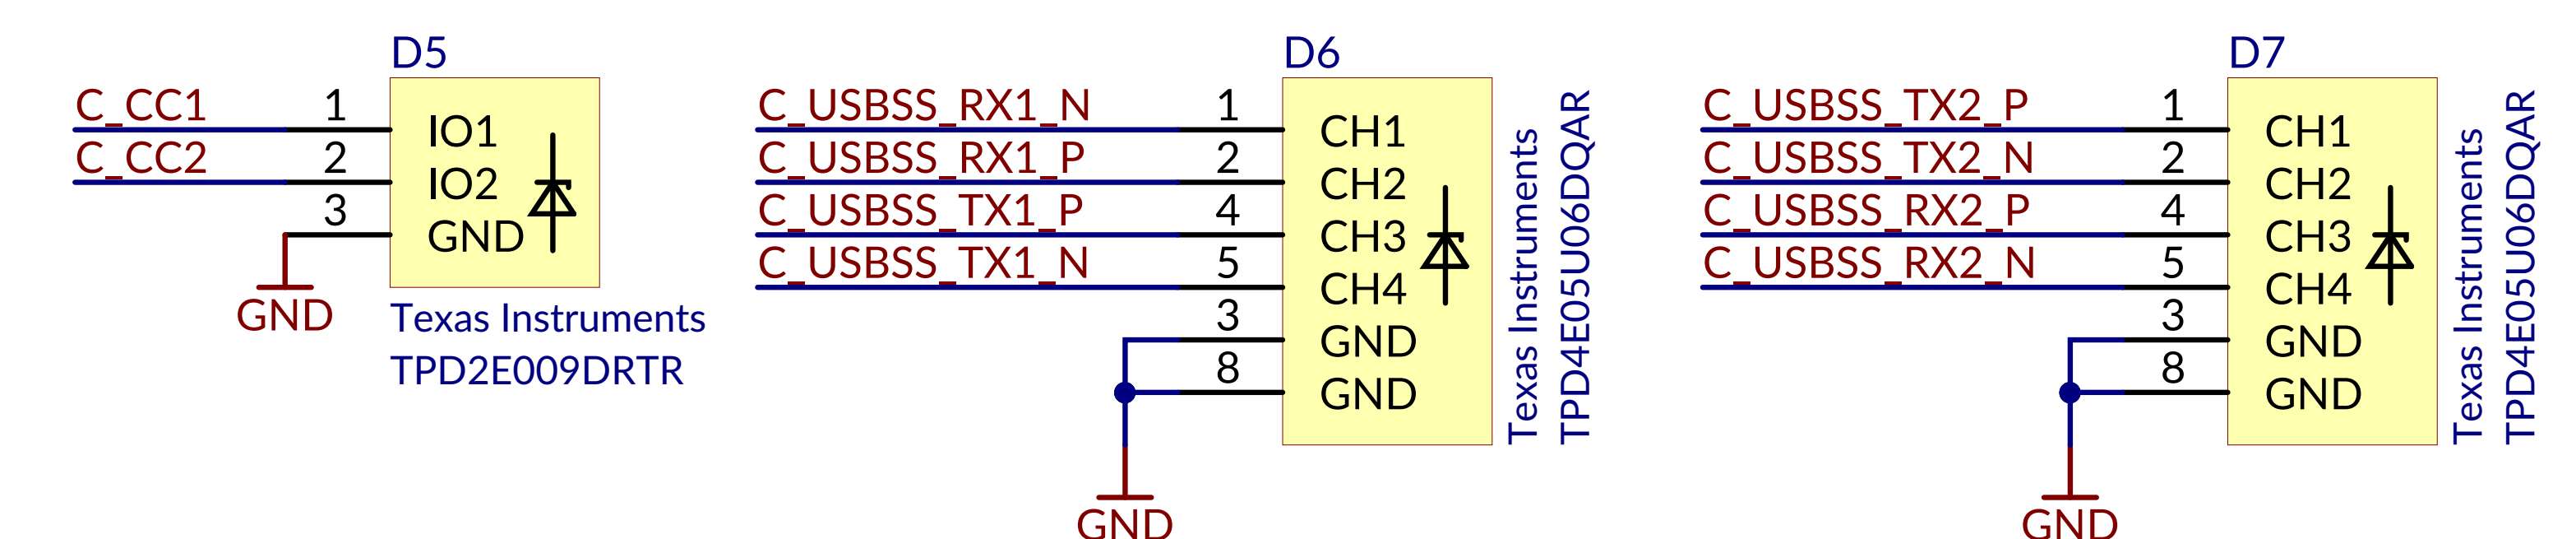 D5
C_CC1 1 IO1
C_CC2 2 IO2
3 GND
GND
Texas Instruments
TPD2E009DRTR
D6
C_USBSS_RX1_N 1 CH1
C_USBSS_RX1_P 2 CH2
C_USBSS_TX1_P 4 CH3
C_USBSS_TX1_N 5 CH4
3 GND
8 GND
GND
Texas Instruments
TPD4E05U06DQAR
D7
C_USBSS_TX2_P 1 CH1
C_USBSS_TX2_N 2 CH2
C_USBSS_RX2_P 4 CH3
C_USBSS_RX2_N 5 CH4
3 GND
8 GND
GND
Texas Instruments
TPD4E05U06DQAR